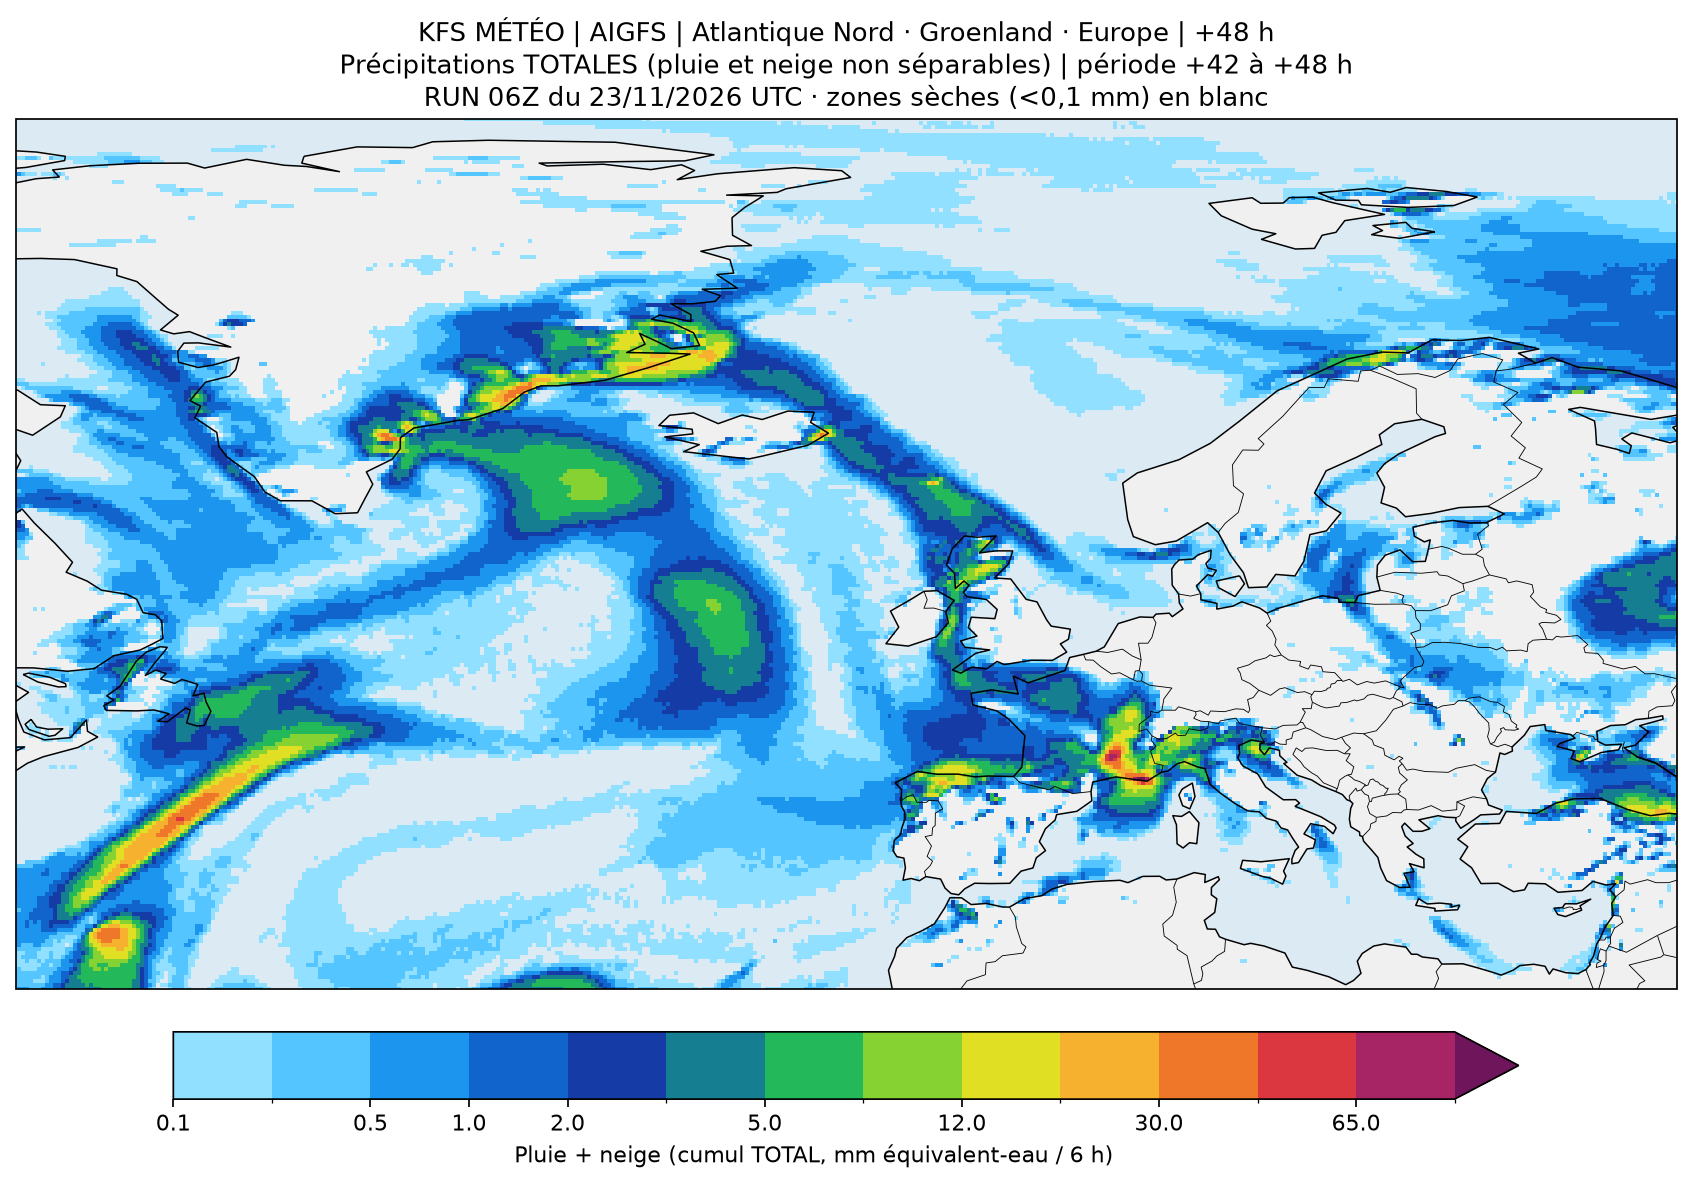 KFS MÉTÉO | AIGFS | Atlantique Nord · Groenland · Europe | +48 h
Précipitations TOTALES (pluie et neige non séparables) | période +42 à +48 h
RUN 06Z du 23/11/2026 UTC · zones sèches (<0,1 mm) en blanc
0.1 0.5 1.0 2.0 5.0 12.0 30.0 65.0
Pluie + neige (cumul TOTAL, mm équivalent-eau / 6 h)